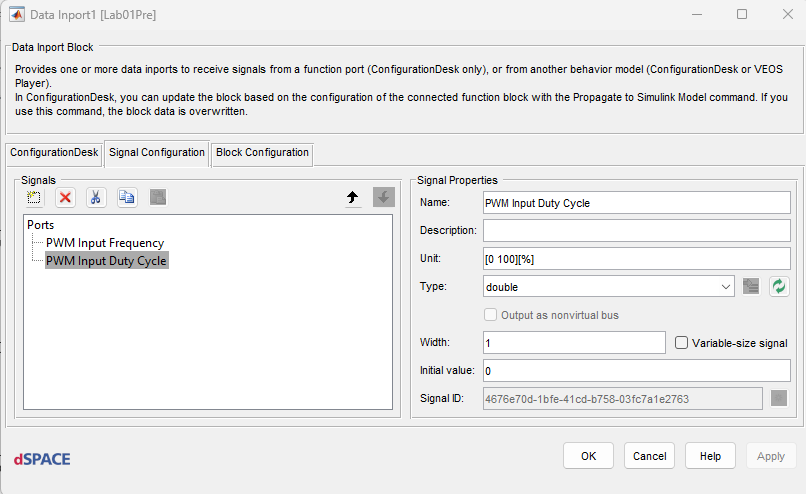 Data Inport1 [Lab01Pre]
Data Inport Block
Provides one or more data inports to receive signals from a function port (ConfigurationDesk only), or from another behavior model (ConfigurationDesk or VEOS
Player).
In ConfigurationDesk, you can update the block based on the configuration of the connected function block with the Propagate to Simulink Model command. If you
use this command, the block data is overwritten.
ConfigurationDesk Signal Configuration Block Configuration
Signals
Ports
PWM Input Frequency
PWM Input Duty Cycle
Signal Properties
Name: PWM Input Duty Cycle
Description:
Unit: [0 100][%]
Type: double
Output as nonvirtual bus
Width: 1 Variable-size signal
Initial value: 0
Signal ID: 4676e70d-1bfe-41cd-b758-03fc7a1e2763
dSPACE
OK Cancel Help Apply